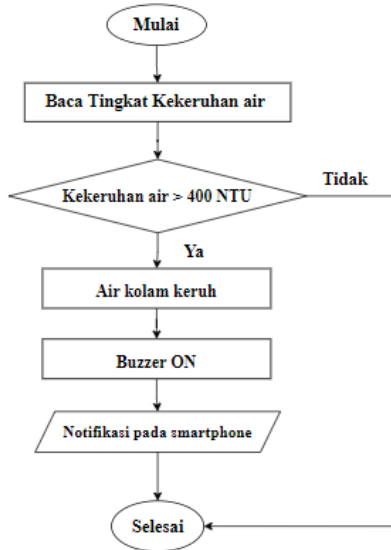 Mulai
Baca Tingkat Kekeruhan air
Kekeruhan air > 400 NTU
Tidak
Ya
Air kolam keruh
Buzzer ON
Notifikasi pada smartphone
Selesai